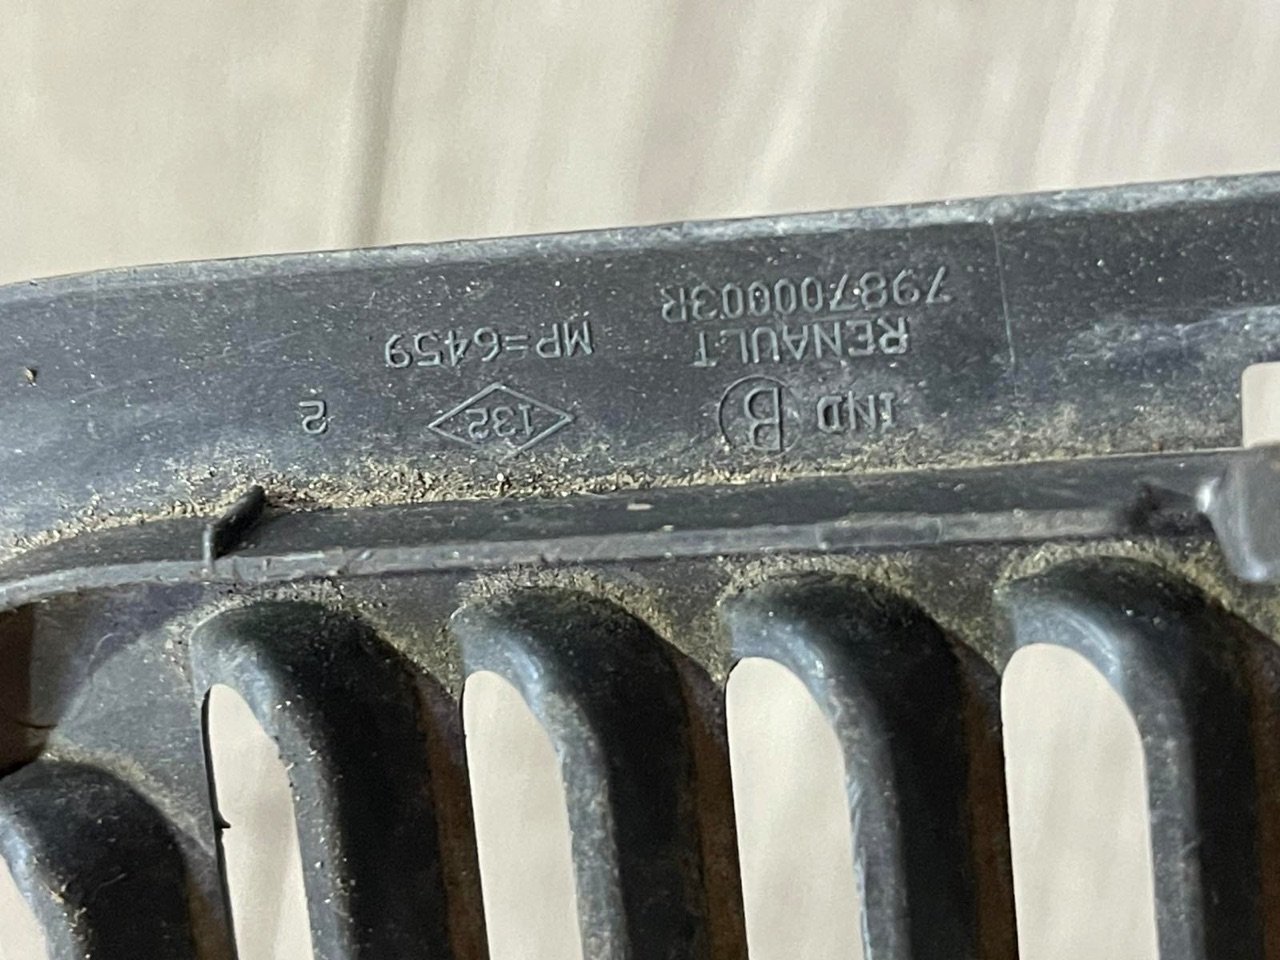 IND B
RENAULT
798700003R
132
MP=6459
2